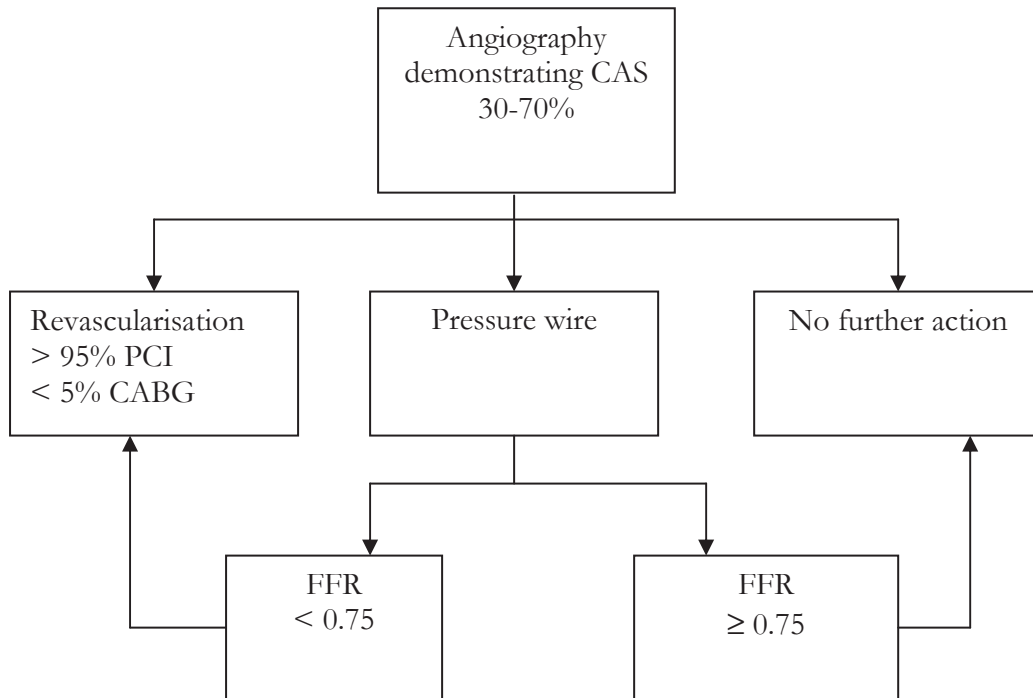 Angiography
demonstrating CAS
30-70%
Revascularisation
> 95% PCI
< 5% CABG
Pressure wire
No further action
FFR
< 0.75
FFR
≥ 0.75